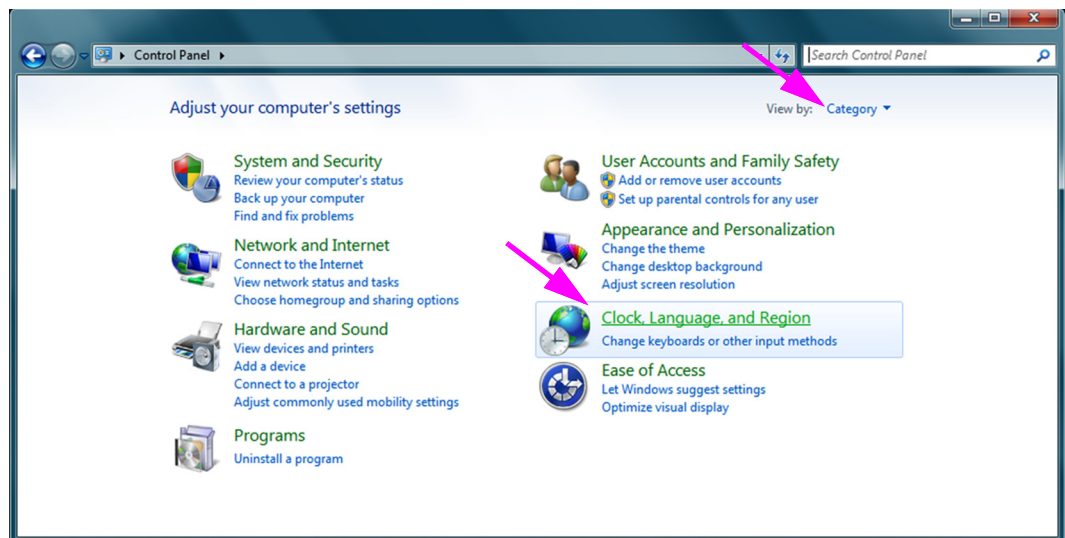 Control Panel
Search Control Panel
Adjust your computer's settings
View by: Category
System and Security
Review your computer's status
Back up your computer
Find and fix problems
Network and Internet
Connect to the Internet
View network status and tasks
Choose homegroup and sharing options
Hardware and Sound
View devices and printers
Add a device
Connect to a projector
Adjust commonly used mobility settings
Programs
Uninstall a program
User Accounts and Family Safety
Add or remove user accounts
Set up parental controls for any user
Appearance and Personalization
Change the theme
Change desktop background
Adjust screen resolution
Clock, Language, and Region
Change keyboards or other input methods
Ease of Access
Let Windows suggest settings
Optimize visual display